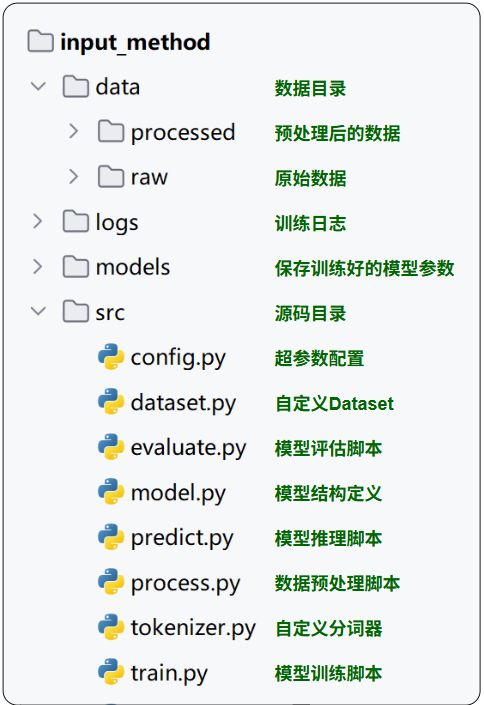 input_method
data 数据目录
processed 预处理后的数据
raw 原始数据
logs 训练日志
models 保存训练好的模型参数
src 源码目录
config.py 超参数配置
dataset.py 自定义Dataset
evaluate.py 模型评估脚本
model.py 模型结构定义
predict.py 模型推理脚本
process.py 数据预处理脚本
tokenizer.py 自定义分词器
train.py 模型训练脚本